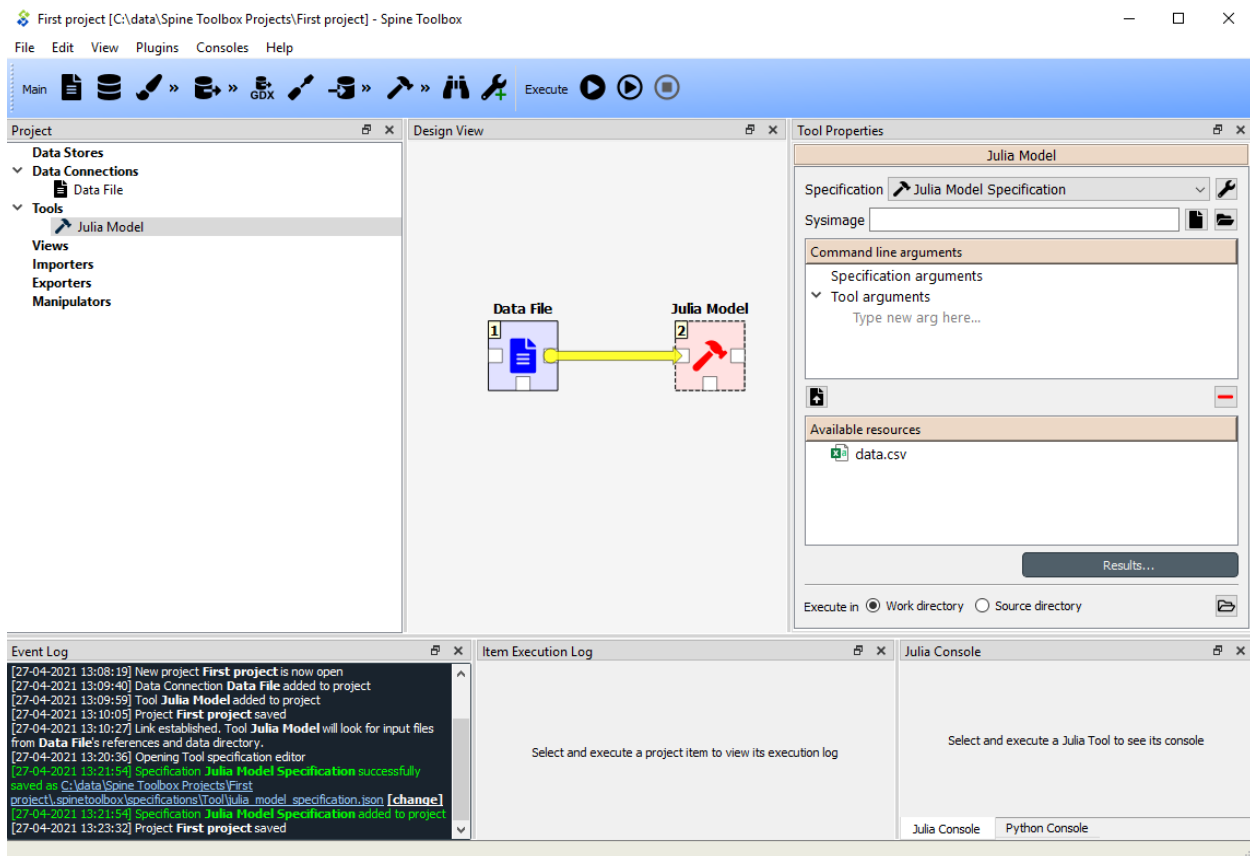 First project [C:\data\Spine Toolbox Projects\First project] - Spine Toolbox
File Edit View Plugins Consoles Help
Main
GDX
Execute
Project
Data Stores
Data Connections
Data File
Tools
Julia Model
Views
Importers
Exporters
Manipulators
Design View
Data File
Julia Model
1
2
Tool Properties
Julia Model
Specification Julia Model Specification
Sysimage
Command line arguments
Specification arguments
Tool arguments
Type new arg here...
Available resources
data.csv
Results...
Execute in Work directory Source directory
Event Log
[27-04-2021 13:08:19] New project First project is now open
[27-04-2021 13:09:40] Data Connection Data File added to project
[27-04-2021 13:09:59] Tool Julia Model added to project
[27-04-2021 13:10:05] Project First project saved
[27-04-2021 13:10:27] Link established. Tool Julia Model will look for input files
from Data File's references and data directory.
[27-04-2021 13:20:36] Opening Tool specification editor
[27-04-2021 13:21:54] Specification Julia Model Specification successfully
saved as C:\data\Spine Toolbox Projects\First
project\.spinetoolbox\specifications\Tool\julia_model_specification.json [change]
[27-04-2021 13:21:54] Specification Julia Model Specification added to project
[27-04-2021 13:23:32] Project First project saved
Item Execution Log
Select and execute a project item to view its execution log
Julia Console
Select and execute a Julia Tool to see its console
Julia Console Python Console